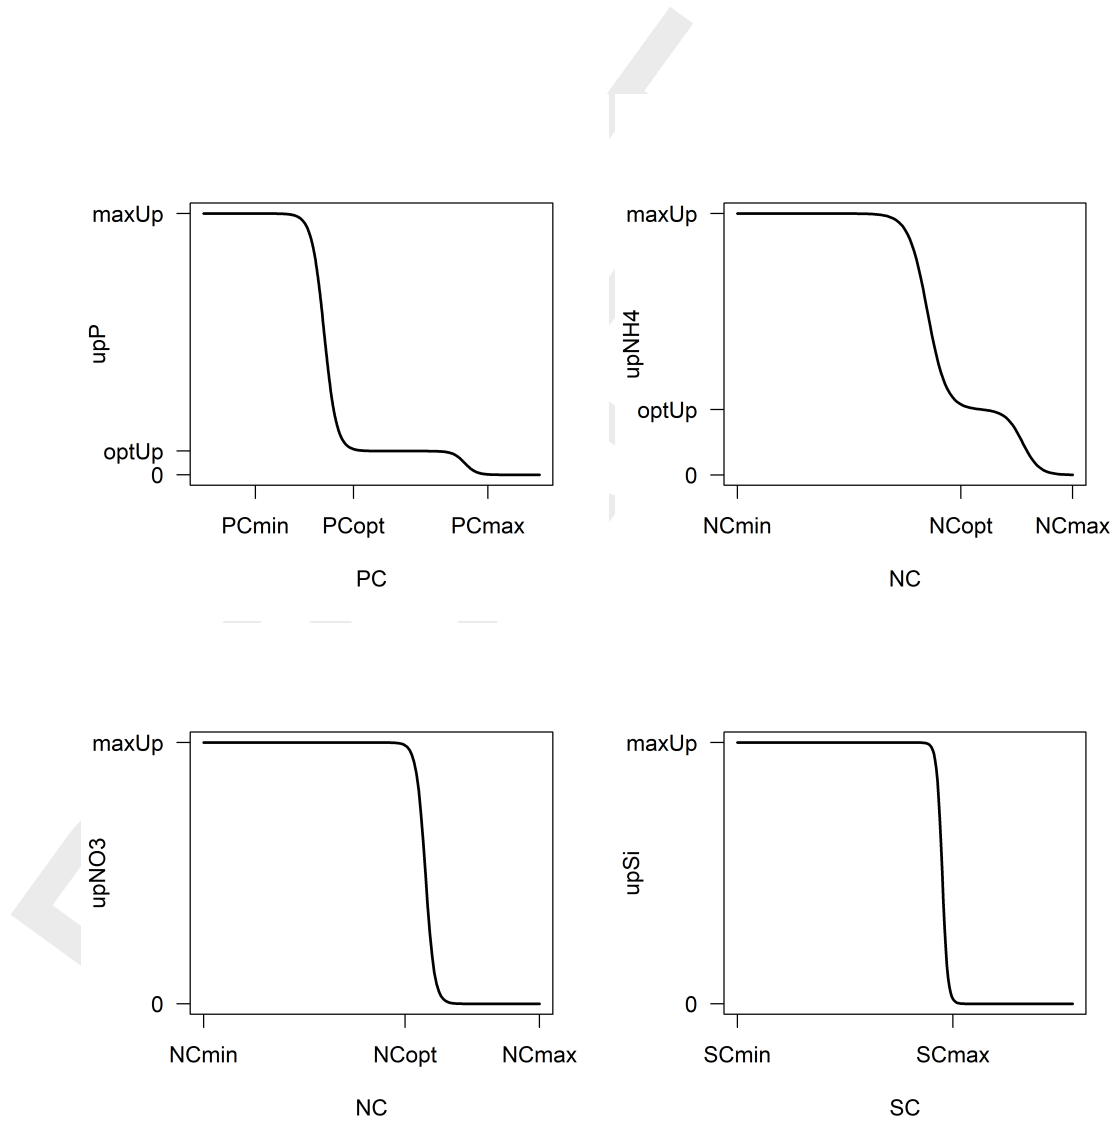 maxUp
upP
optUp
0
PCmin PCopt PCmax
PC
maxUp
upNH4
optUp
0
NCmin NCopt NCmax
NC
maxUp
upNO3
0
NCmin NCopt NCmax
NC
maxUp
upSi
0
SCmin SCmax
SC